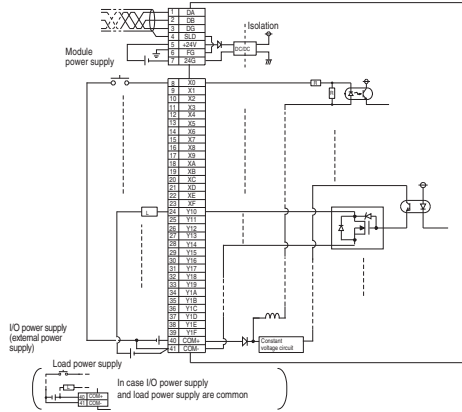 1 DA
2 DB
3 DG
4 SLD
5 +24V
6 FG
7 24G
Isolation
DC/DC
Module
power supply
8 X0
9 X1
10 X2
11 X3
12 X4
13 X5
14 X6
15 X7
16 X8
17 X9
18 XA
19 XB
20 XC
21 XD
22 XE
23 XF
24 Y10
25 Y11
26 Y12
27 Y13
28 Y14
29 Y15
30 Y16
31 Y17
32 Y18
33 Y19
34 Y1A
35 Y1B
36 Y1C
37 Y1D
38 Y1E
39 Y1F
40 COM+
41 COM-
R
R
L
Constant
voltage circuit
I/O power supply
(external power
supply)
Load power supply
L
40 COM+
41 COM-
In case I/O power supply
and load power supply are common